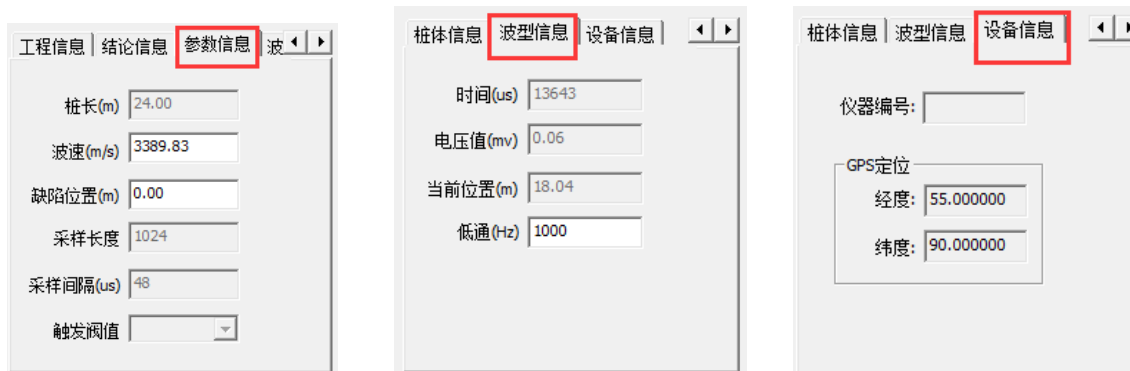 工程信息 结论信息 参数信息 波
桩长(m) 24.00
波速(m/s) 3389.83
缺陷位置(m) 0.00
采样长度 1024
采样间隔(us) 48
触发阀值
桩体信息 波型信息 设备信息
时间(us) 13643
电压值(mv) 0.06
当前位置(m) 18.04
低通(Hz) 1000
桩体信息 波型信息 设备信息
仪器编号:
GPS定位
经度: 55.000000
纬度: 90.000000